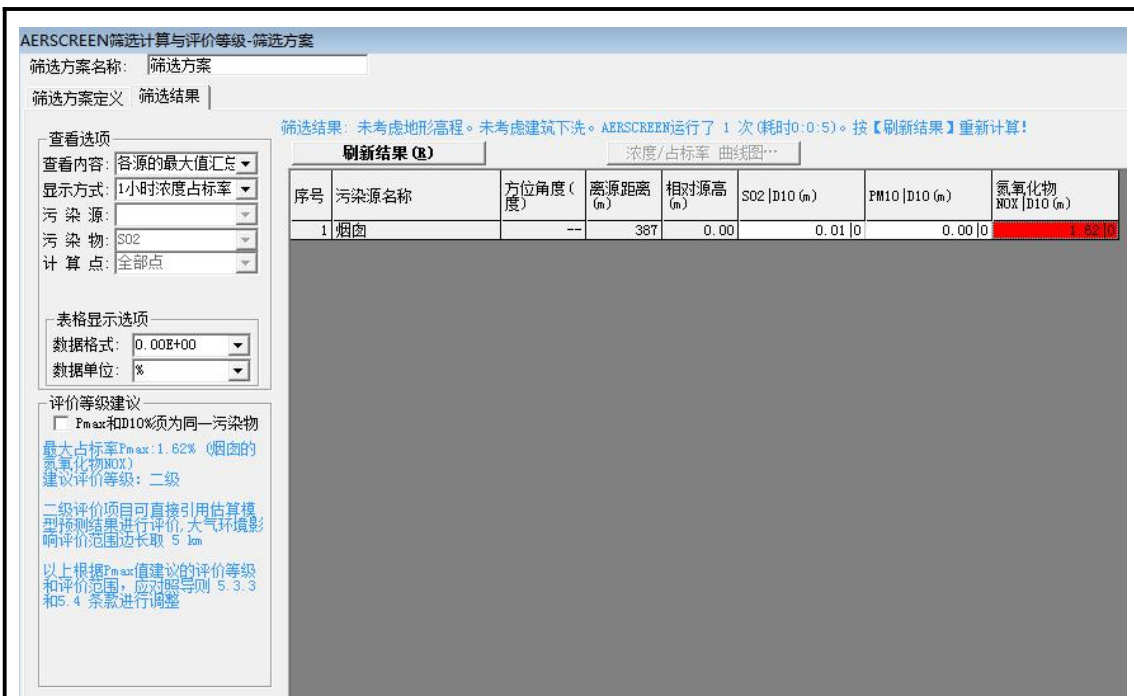 AERSCREEN筛选计算与评价等级-筛选方案
筛选方案名称: 筛选方案
筛选方案定义 筛选结果
筛选结果: 未考虑地形高程。未考虑建筑下洗。AERSCREEN运行了 1 次(耗时0:0:5)。按【刷新结果】重新计算!
查看选项
查看内容: 各源的最大值汇总
显示方式: 1小时浓度占标率
污 染 源:
污 染 物: SO2
计 算 点: 全部点
刷新结果(R) 浓度/占标率 曲线图…
序号 污染源名称 方位角度(度) 离源距离(m) 相对源高(m) SO2|D10(m) PM10|D10(m) 氮氧化物NOX|D10(m)
1 烟囱 -- 387 0.00 0.01|0 0.00|0 1.62|0
表格显示选项
数据格式: 0.00E+00
数据单位: %
评价等级建议
Pmax和D10%须为同一污染物
最大占标率Pmax:1.62% (烟囱的
氮氧化物NOX)
建议评价等级: 二级
二级评价项目可直接引用估算模
型预测结果进行评价,大气环境影
响评价范围边长取 5 km
以上根据Pmax值建议的评价等级
和评价范围, 应对照导则 5.3.3
和5.4 条款进行调整